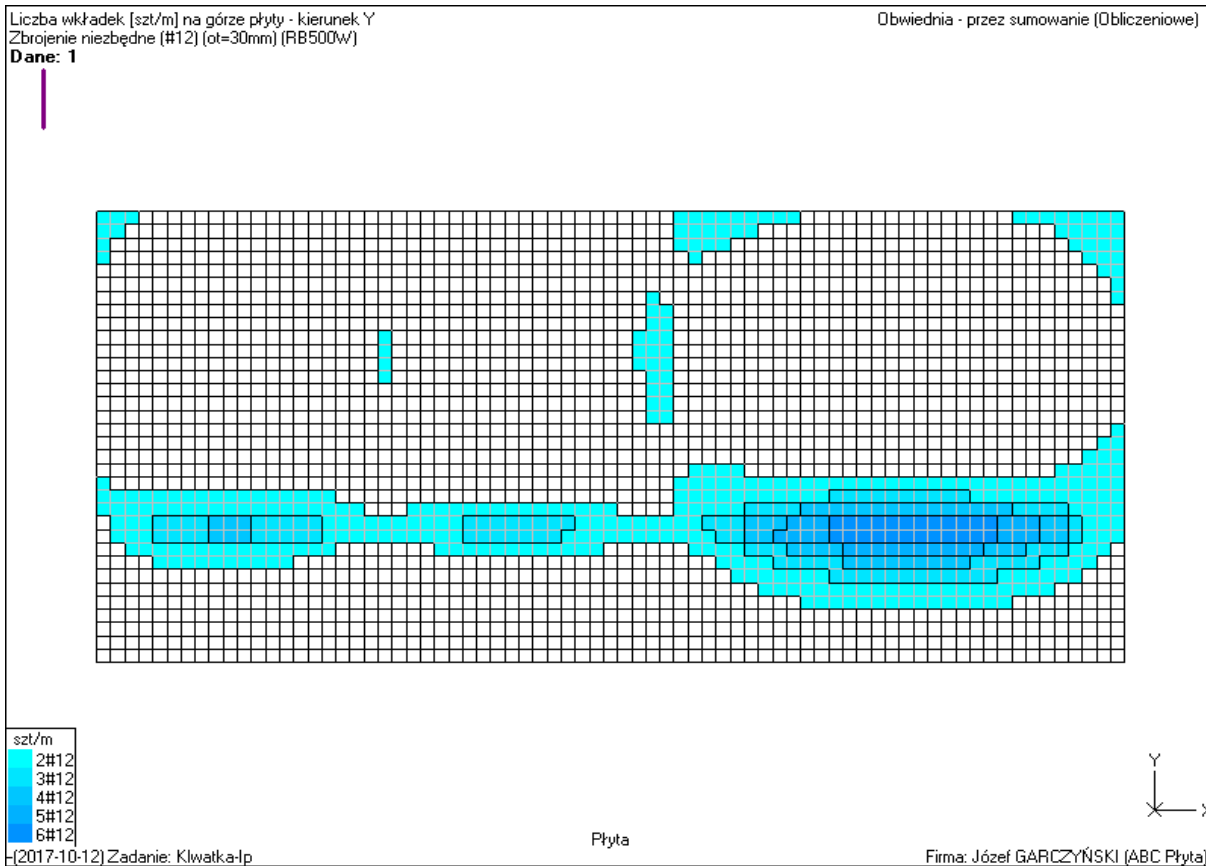 Liczba wkładek [szt/m] na górze płyty - kierunek Y
Obwiednia - przez sumowanie (Obliczeniowe)
Zbrojenie niezbędne (#12) (ot=30mm) (RB500W)
Dane: 1
szt/m
2#12
3#12
4#12
5#12
6#12
Y
X
Płyta
(2017-10-12) Zadanie: Klwatka-Ip
Firma: Józef GARCZYŃSKI (ABC Płyta)